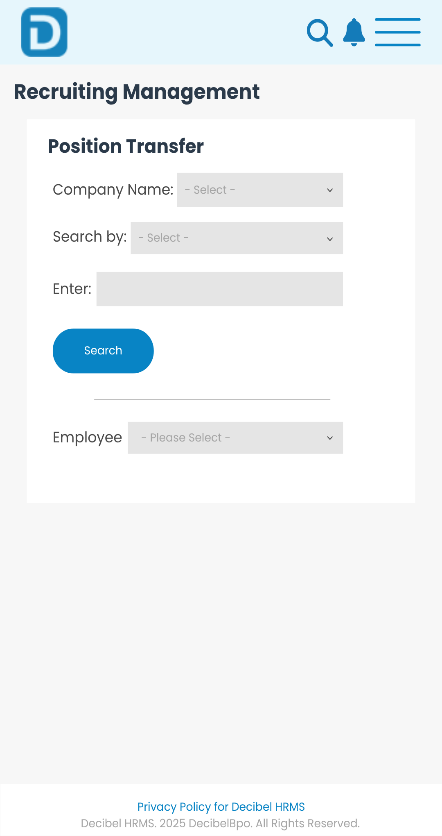 D
Recruiting Management
Position Transfer
Company Name: - Select -
Search by: - Select -
Enter:
Search
Employee - Please Select -
Privacy Policy for Decibel HRMS
Decibel HRMS. 2025 DecibelBpo. All Rights Reserved.